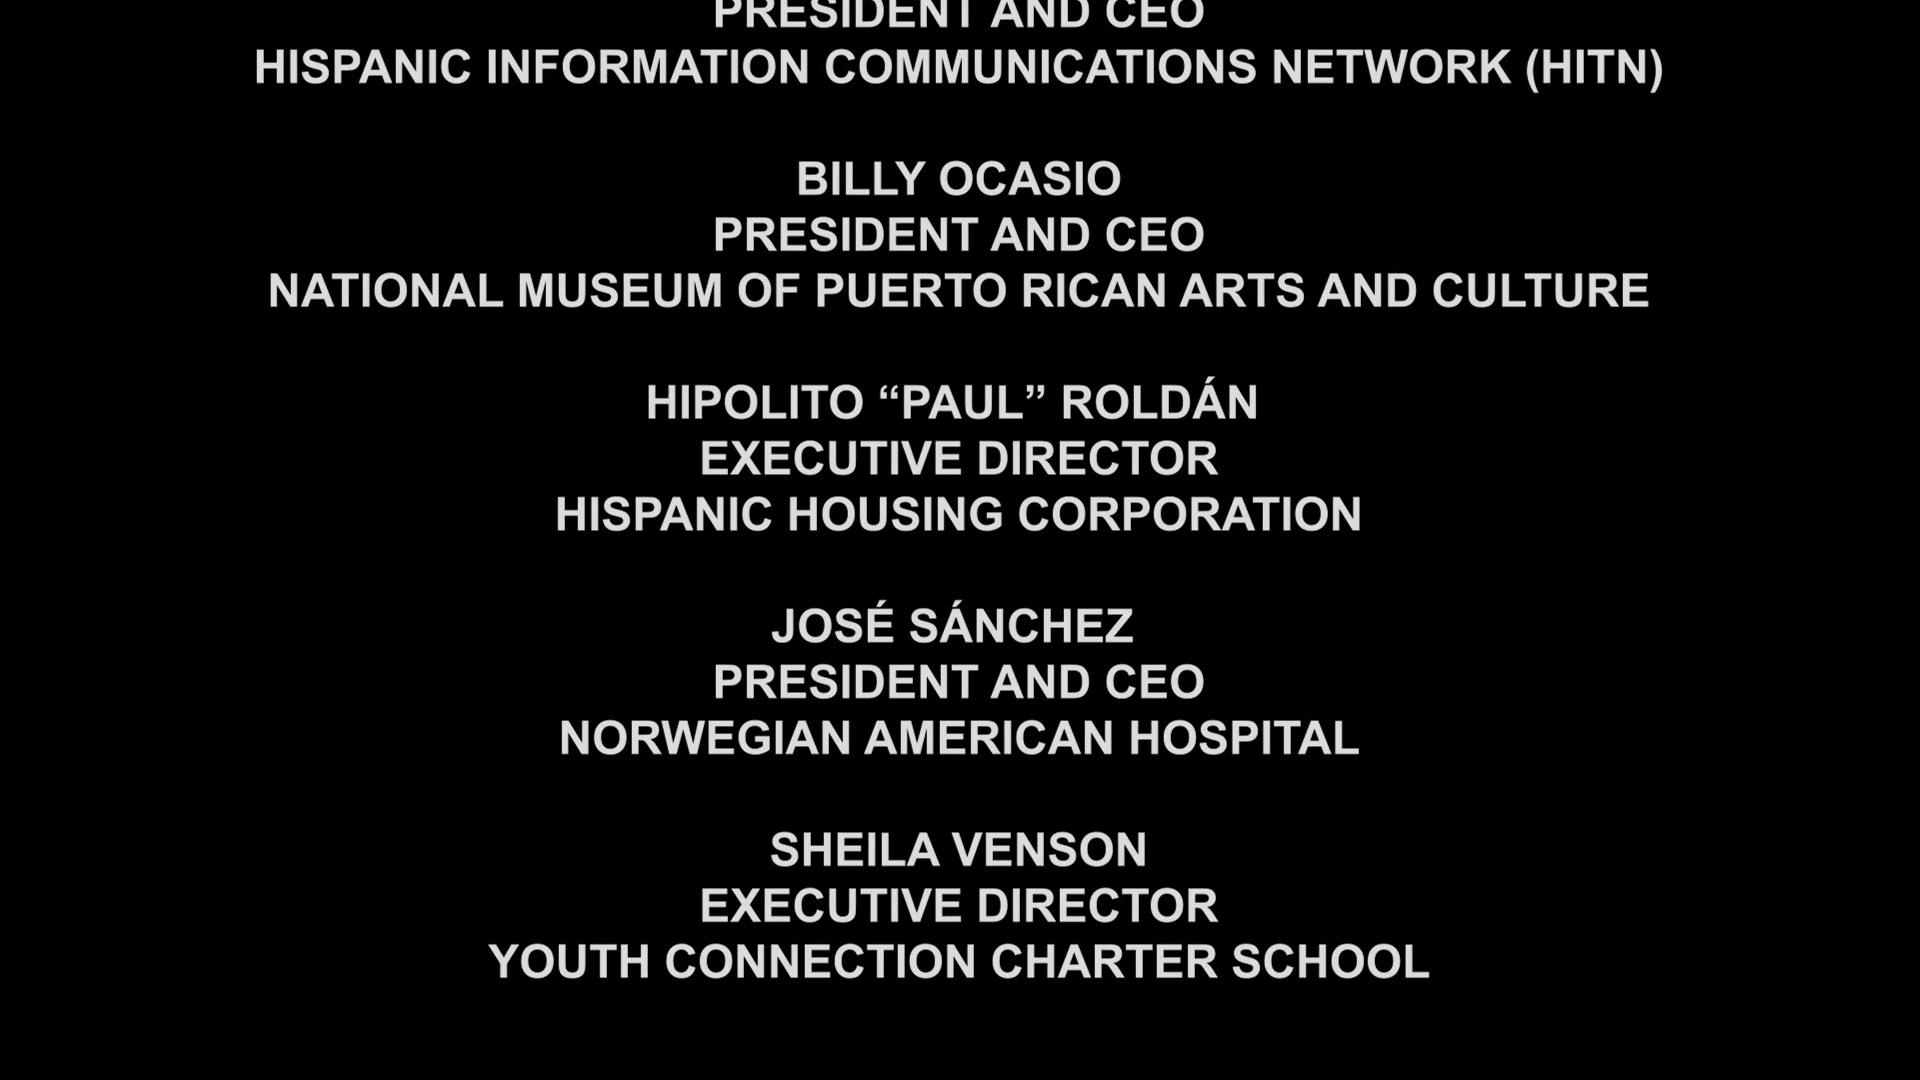 PRESIDENT AND CEO
HISPANIC INFORMATION COMMUNICATIONS NETWORK (HITN)
BILLY OCASIO
PRESIDENT AND CEO
NATIONAL MUSEUM OF PUERTO RICAN ARTS AND CULTURE
HIPOLITO “PAUL” ROLDÁN
EXECUTIVE DIRECTOR
HISPANIC HOUSING CORPORATION
JOSÉ SÁNCHEZ
PRESIDENT AND CEO
NORWEGIAN AMERICAN HOSPITAL
SHEILA VENSON
EXECUTIVE DIRECTOR
YOUTH CONNECTION CHARTER SCHOOL